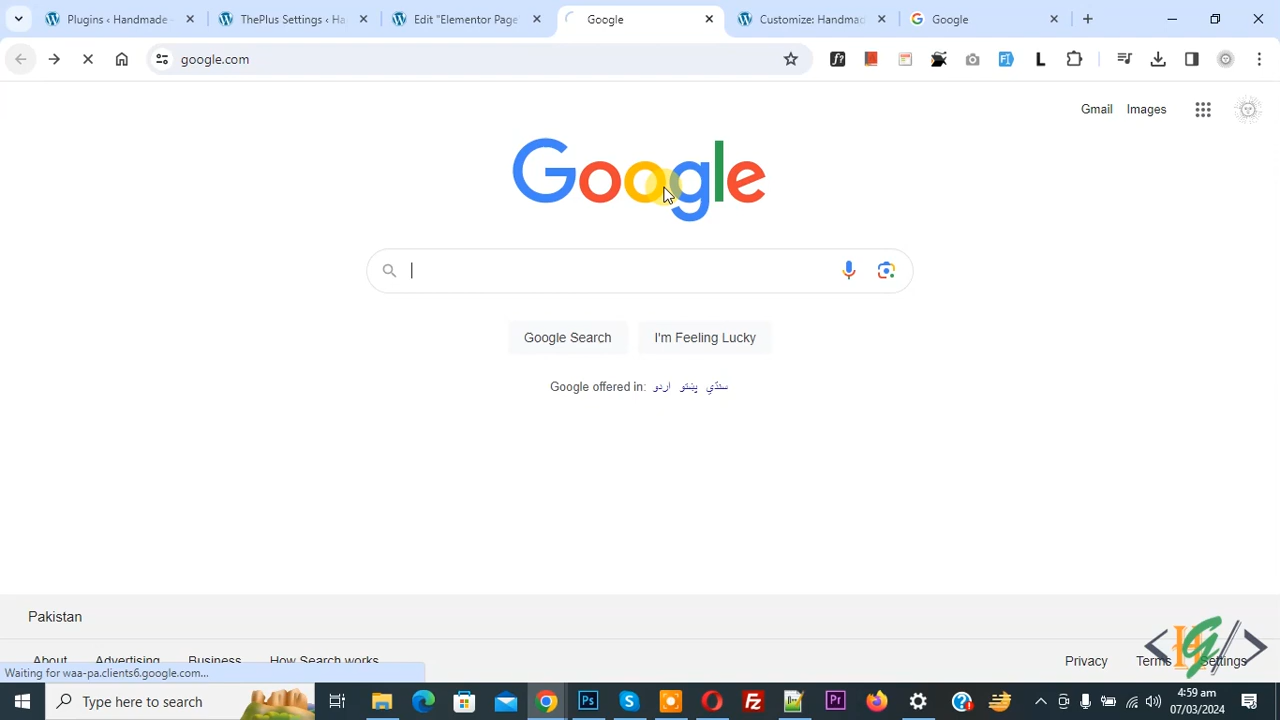 Plugins ‹ Handmade
ThePlus Settings ‹ Ha
Edit "Elementor Page
Google
Customize: Handmad
Google
google.com
Gmail
Images
Google
Google Search
I'm Feeling Lucky
Google offered in: اردو پښتو سنڌي
Pakistan
About
Advertising
Business
How Search works
Privacy
Terms
Settings
Waiting for waa-pa.clients6.google.com...
Type here to search
4:59 am
07/03/2024